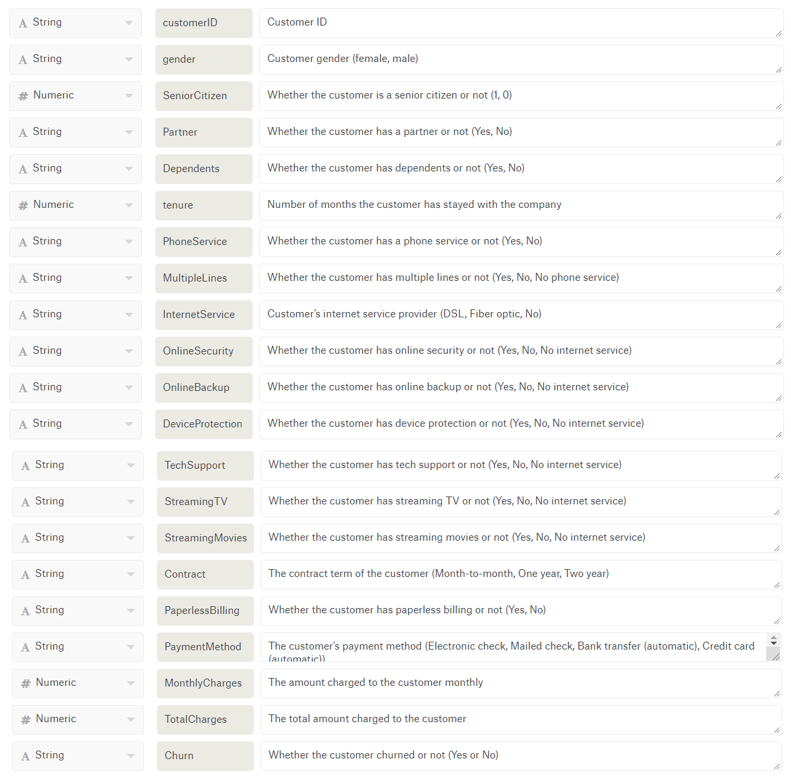 String customerID Customer ID
String gender Customer gender (female, male)
# Numeric SeniorCitizen Whether the customer is a senior citizen or not (1, 0)
String Partner Whether the customer has a partner or not (Yes, No)
String Dependents Whether the customer has dependents or not (Yes, No)
# Numeric tenure Number of months the customer has stayed with the company
String PhoneService Whether the customer has a phone service or not (Yes, No)
String MultipleLines Whether the customer has multiple lines or not (Yes, No, No phone service)
String InternetService Customer's internet service provider (DSL, Fiber optic, No)
String OnlineSecurity Whether the customer has online security or not (Yes, No, No internet service)
String OnlineBackup Whether the customer has online backup or not (Yes, No, No internet service)
String DeviceProtection Whether the customer has device protection or not (Yes, No, No internet service)
String TechSupport Whether the customer has tech support or not (Yes, No, No internet service)
String StreamingTV Whether the customer has streaming TV or not (Yes, No, No internet service)
String StreamingMovies Whether the customer has streaming movies or not (Yes, No, No internet service)
String Contract The contract term of the customer (Month-to-month, One year, Two year)
String PaperlessBilling Whether the customer has paperless billing or not (Yes, No)
String PaymentMethod The customer's payment method (Electronic check, Mailed check, Bank transfer (automatic), Credit card
(automatic))
# Numeric MonthlyCharges The amount charged to the customer monthly
# Numeric TotalCharges The total amount charged to the customer
String Churn Whether the customer churned or not (Yes or No)